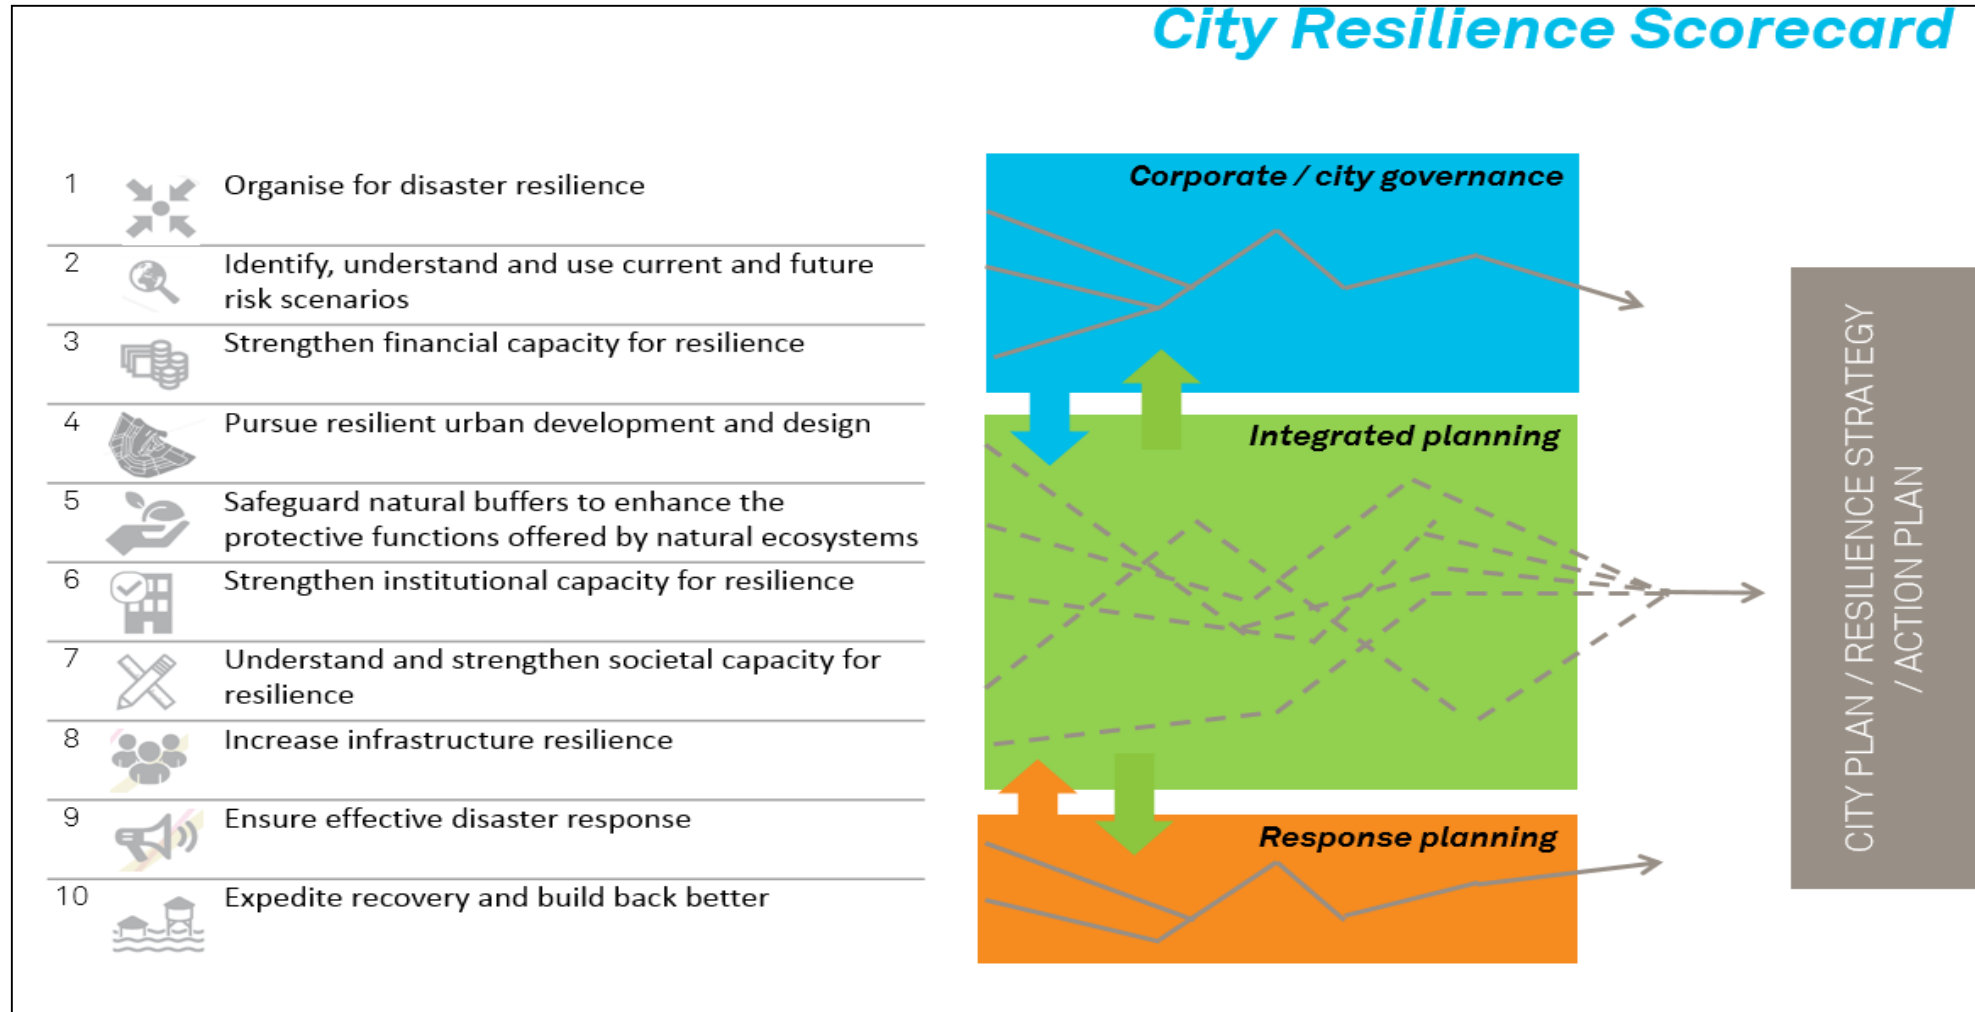 City Resilience Scorecard
1
Organise for disaster resilience
2
Identify, understand and use current and future
risk scenarios
3
Strengthen financial capacity for resilience
4
Pursue resilient urban development and design
5
Safeguard natural buffers to enhance the
protective functions offered by natural ecosystems
6
Strengthen institutional capacity for resilience
7
Understand and strengthen societal capacity for
resilience
8
Increase infrastructure resilience
9
Ensure effective disaster response
10
Expedite recovery and build back better
Corporate / city governance
Integrated planning
Response planning
CITY PLAN / RESILIENCE STRATEGY
/ ACTION PLAN